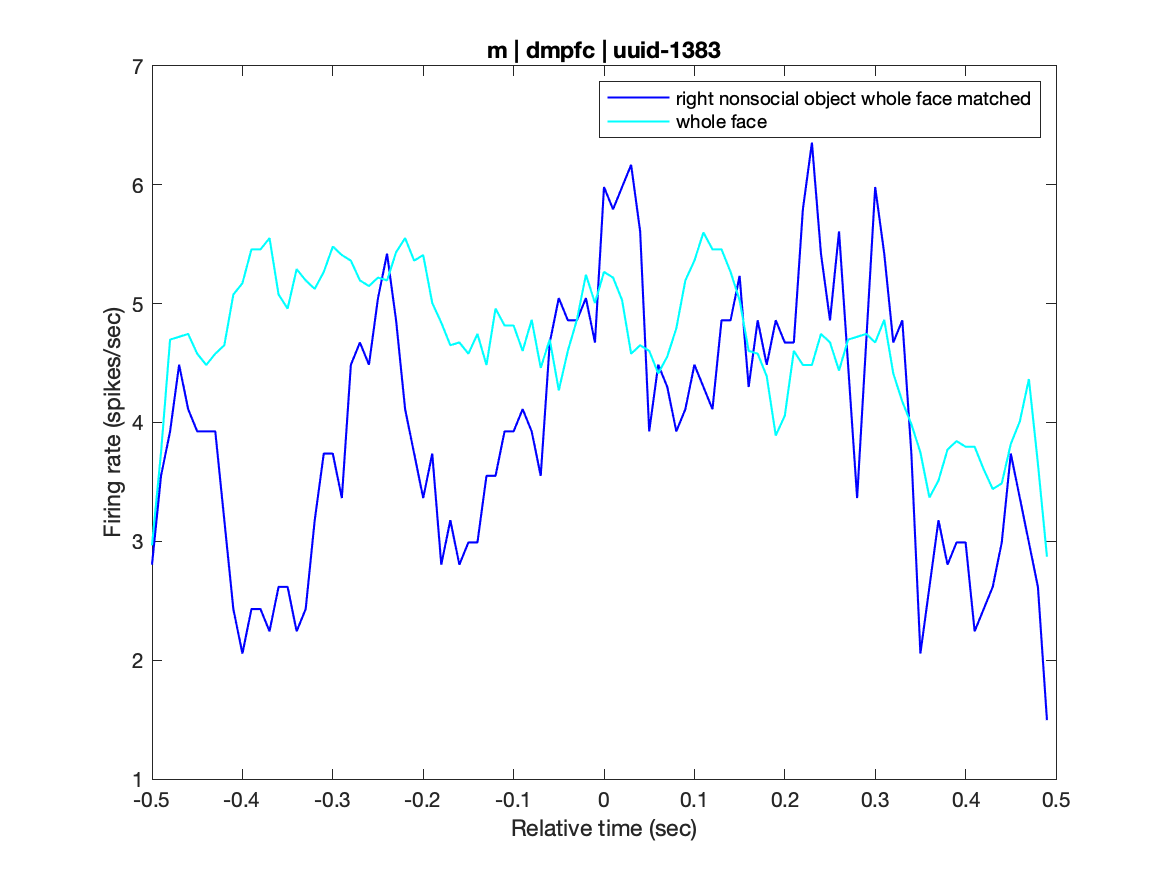 m | dmpfc | uuid-1383
7
right nonsocial object whole face matched
whole face
6
5
4
3
2
1
Firing rate (spikes/sec)
-0.5 -0.4 -0.3 -0.2 -0.1 0 0.1 0.2 0.3 0.4 0.5
Relative time (sec)